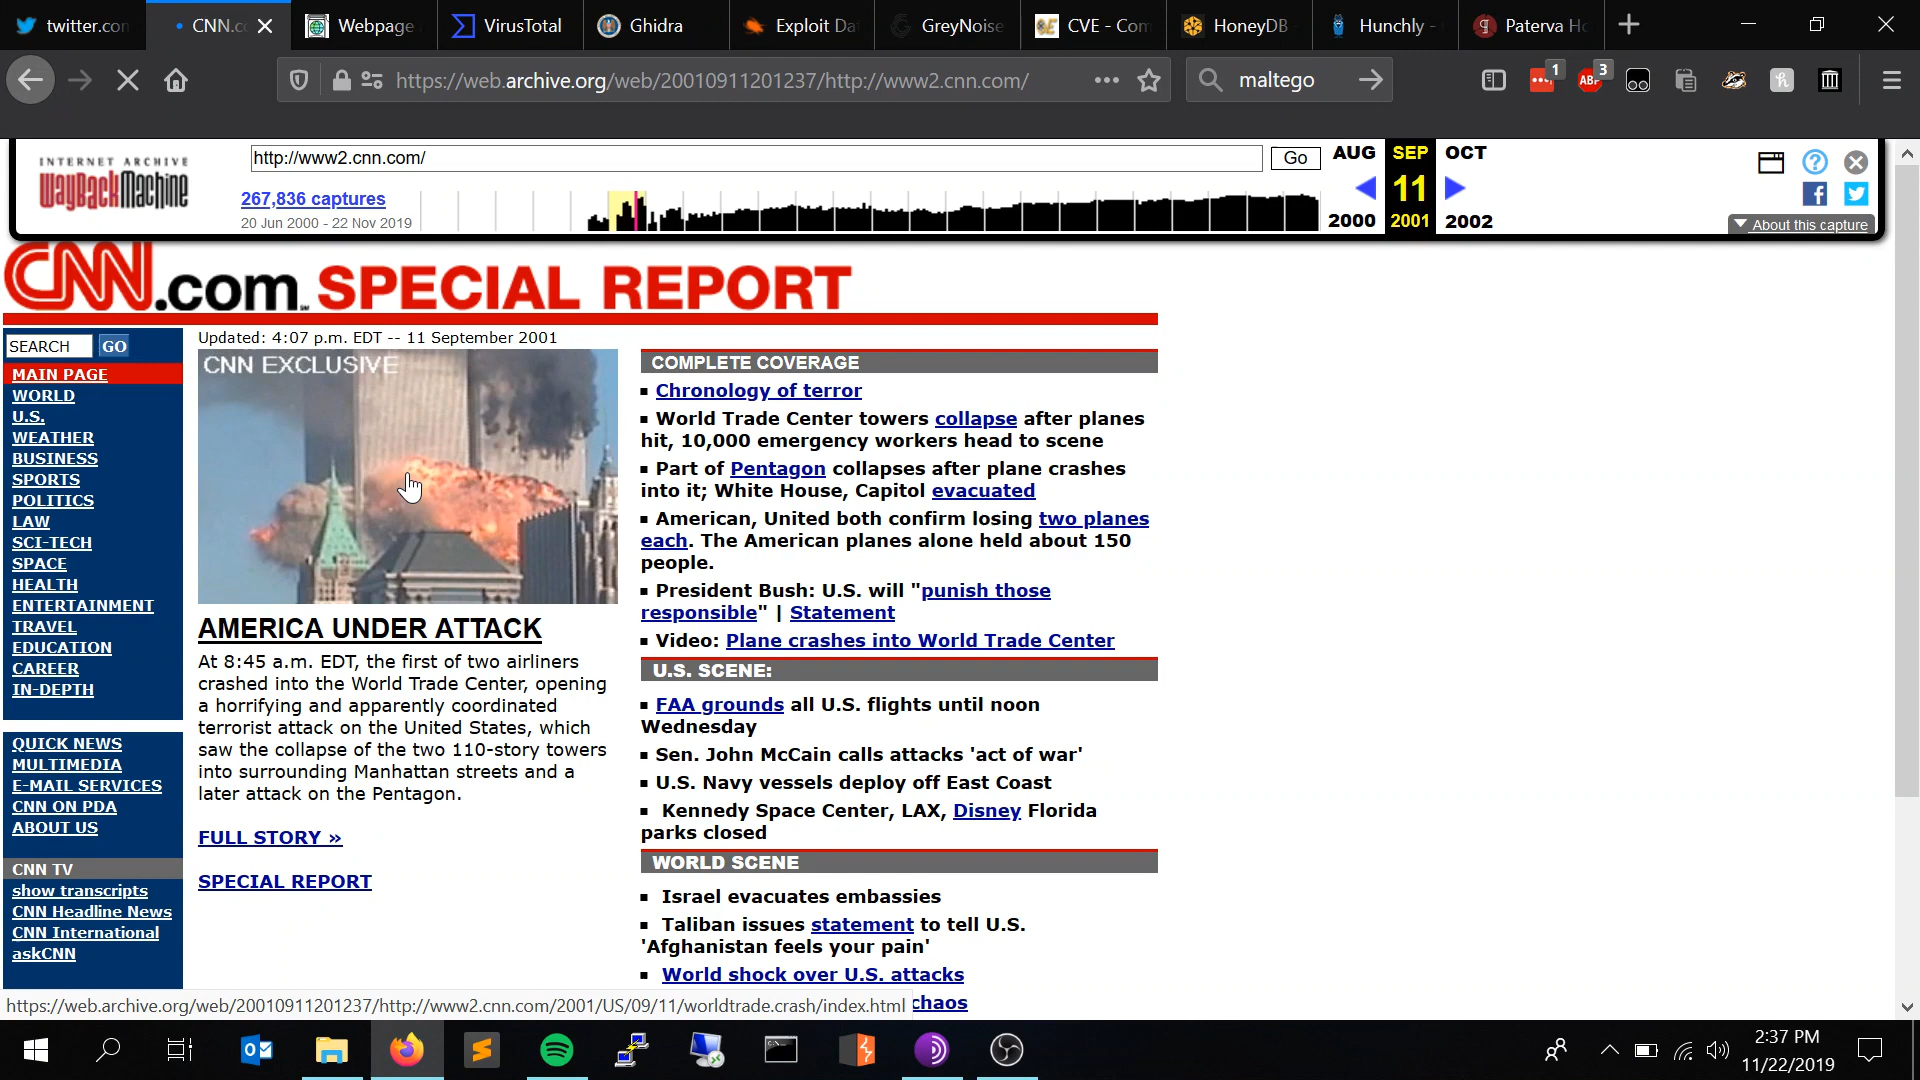 twitter.con
CNN.c
Webpage
VirusTotal
Ghidra
Exploit Da
GreyNoise
CVE - Com
HoneyDB
Hunchly -
Paterva Ho
https://web.archive.org/web/20010911201237/http://www2.cnn.com/
maltego
1
ABP
3
INTERNET ARCHIVE
WayBackMachine
http://www2.cnn.com/
Go
AUG
SEP
OCT
267,836 captures
20 Jun 2000 - 22 Nov 2019
11
2000
2001
2002
About this capture
CNN.com SPECIAL REPORT
SEARCH
GO
MAIN PAGE
WORLD
U.S.
WEATHER
BUSINESS
SPORTS
POLITICS
LAW
SCI-TECH
SPACE
HEALTH
ENTERTAINMENT
TRAVEL
EDUCATION
CAREER
IN-DEPTH
QUICK NEWS
MULTIMEDIA
E-MAIL SERVICES
CNN ON PDA
ABOUT US
CNN TV
show transcripts
CNN Headline News
CNN International
askCNN
Updated: 4:07 p.m. EDT -- 11 September 2001
CNN EXCLUSIVE
AMERICA UNDER ATTACK
At 8:45 a.m. EDT, the first of two airliners
crashed into the World Trade Center, opening
a horrifying and apparently coordinated
terrorist attack on the United States, which
saw the collapse of the two 110-story towers
into surrounding Manhattan streets and a
later attack on the Pentagon.
FULL STORY »
SPECIAL REPORT
COMPLETE COVERAGE
▪ Chronology of terror
▪ World Trade Center towers collapse after planes
hit, 10,000 emergency workers head to scene
▪ Part of Pentagon collapses after plane crashes
into it; White House, Capitol evacuated
▪ American, United both confirm losing two planes
each. The American planes alone held about 150
people.
▪ President Bush: U.S. will "punish those
responsible" | Statement
▪ Video: Plane crashes into World Trade Center
U.S. SCENE:
▪ FAA grounds all U.S. flights until noon
Wednesday
▪ Sen. John McCain calls attacks 'act of war'
▪ U.S. Navy vessels deploy off East Coast
▪ Kennedy Space Center, LAX, Disney Florida
parks closed
WORLD SCENE
▪ Israel evacuates embassies
▪ Taliban issues statement to tell U.S.
'Afghanistan feels your pain'
▪ World shock over U.S. attacks
chaos
https://web.archive.org/web/20010911201237/http://www2.cnn.com/2001/US/09/11/worldtrade.crash/index.html
2:37 PM
11/22/2019